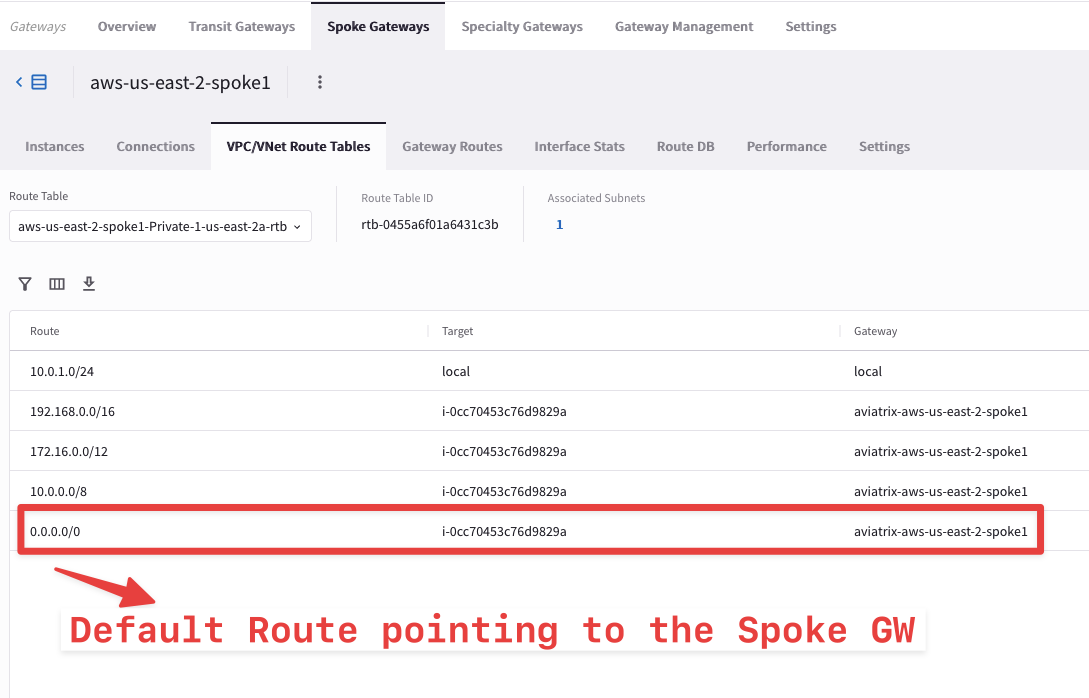 Gateways Overview Transit Gateways Spoke Gateways Specialty Gateways Gateway Management Settings
aws-us-east-2-spoke1
Instances Connections VPC/VNet Route Tables Gateway Routes Interface Stats Route DB Performance Settings
Route Table Route Table ID Associated Subnets
aws-us-east-2-spoke1-Private-1-us-east-2a-rtb rtb-0455a6f01a6431c3b 1
Route Target Gateway
10.0.1.0/24 local local
192.168.0.0/16 i-0cc70453c76d9829a aviatrix-aws-us-east-2-spoke1
172.16.0.0/12 i-0cc70453c76d9829a aviatrix-aws-us-east-2-spoke1
10.0.0.0/8 i-0cc70453c76d9829a aviatrix-aws-us-east-2-spoke1
0.0.0.0/0 i-0cc70453c76d9829a aviatrix-aws-us-east-2-spoke1
Default Route pointing to the Spoke GW